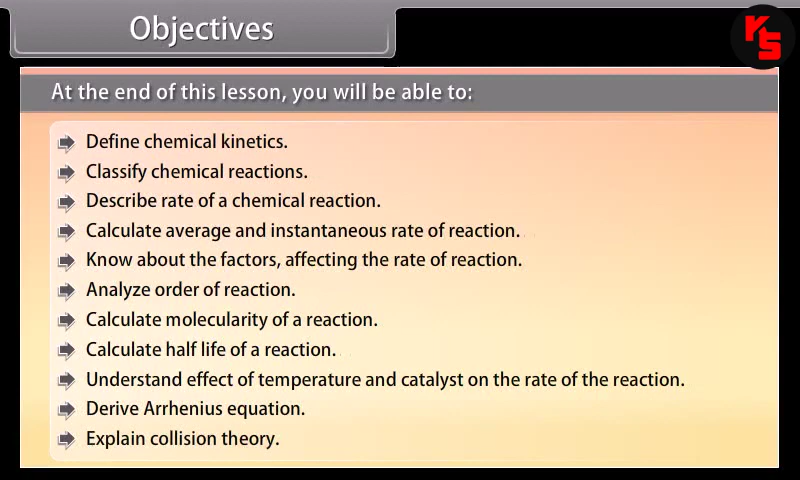 Objectives
KS
At the end of this lesson, you will be able to:
Define chemical kinetics.
Classify chemical reactions.
Describe rate of a chemical reaction.
Calculate average and instantaneous rate of reaction.
Know about the factors, affecting the rate of reaction.
Analyze order of reaction.
Calculate molecularity of a reaction.
Calculate half life of a reaction.
Understand effect of temperature and catalyst on the rate of the reaction.
Derive Arrhenius equation.
Explain collision theory.